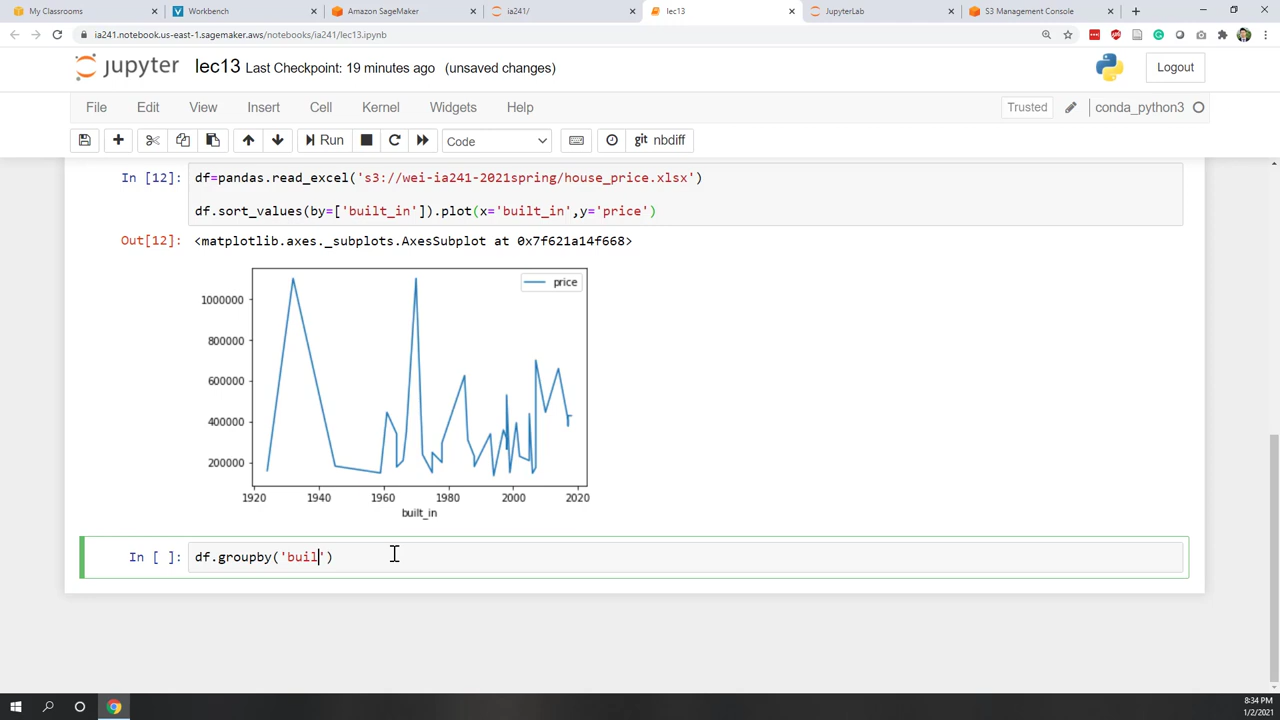 My Classrooms
Workbench
Amazon SageMaker
ia241/
lec13
JupyterLab
S3 Management Console
ia241.notebook.us-east-1.sagemaker.aws/notebooks/ia241/lec13.ipynb
jupyter lec13 Last Checkpoint: 19 minutes ago (unsaved changes)
Logout
File Edit View Insert Cell Kernel Widgets Help
Trusted
conda_python3
Run
Code
nbdiff
In [12]: df=pandas.read_excel('s3://wei-ia241-2021spring/house_price.xlsx')
df.sort_values(by=['built_in']).plot(x='built_in',y='price')
Out[12]: <matplotlib.axes._subplots.AxesSubplot at 0x7f621a14f668>
price
1000000
800000
600000
400000
200000
1920 1940 1960 1980 2000 2020
built_in
In [ ]: df.groupby('buil')
8:34 PM
1/2/2021